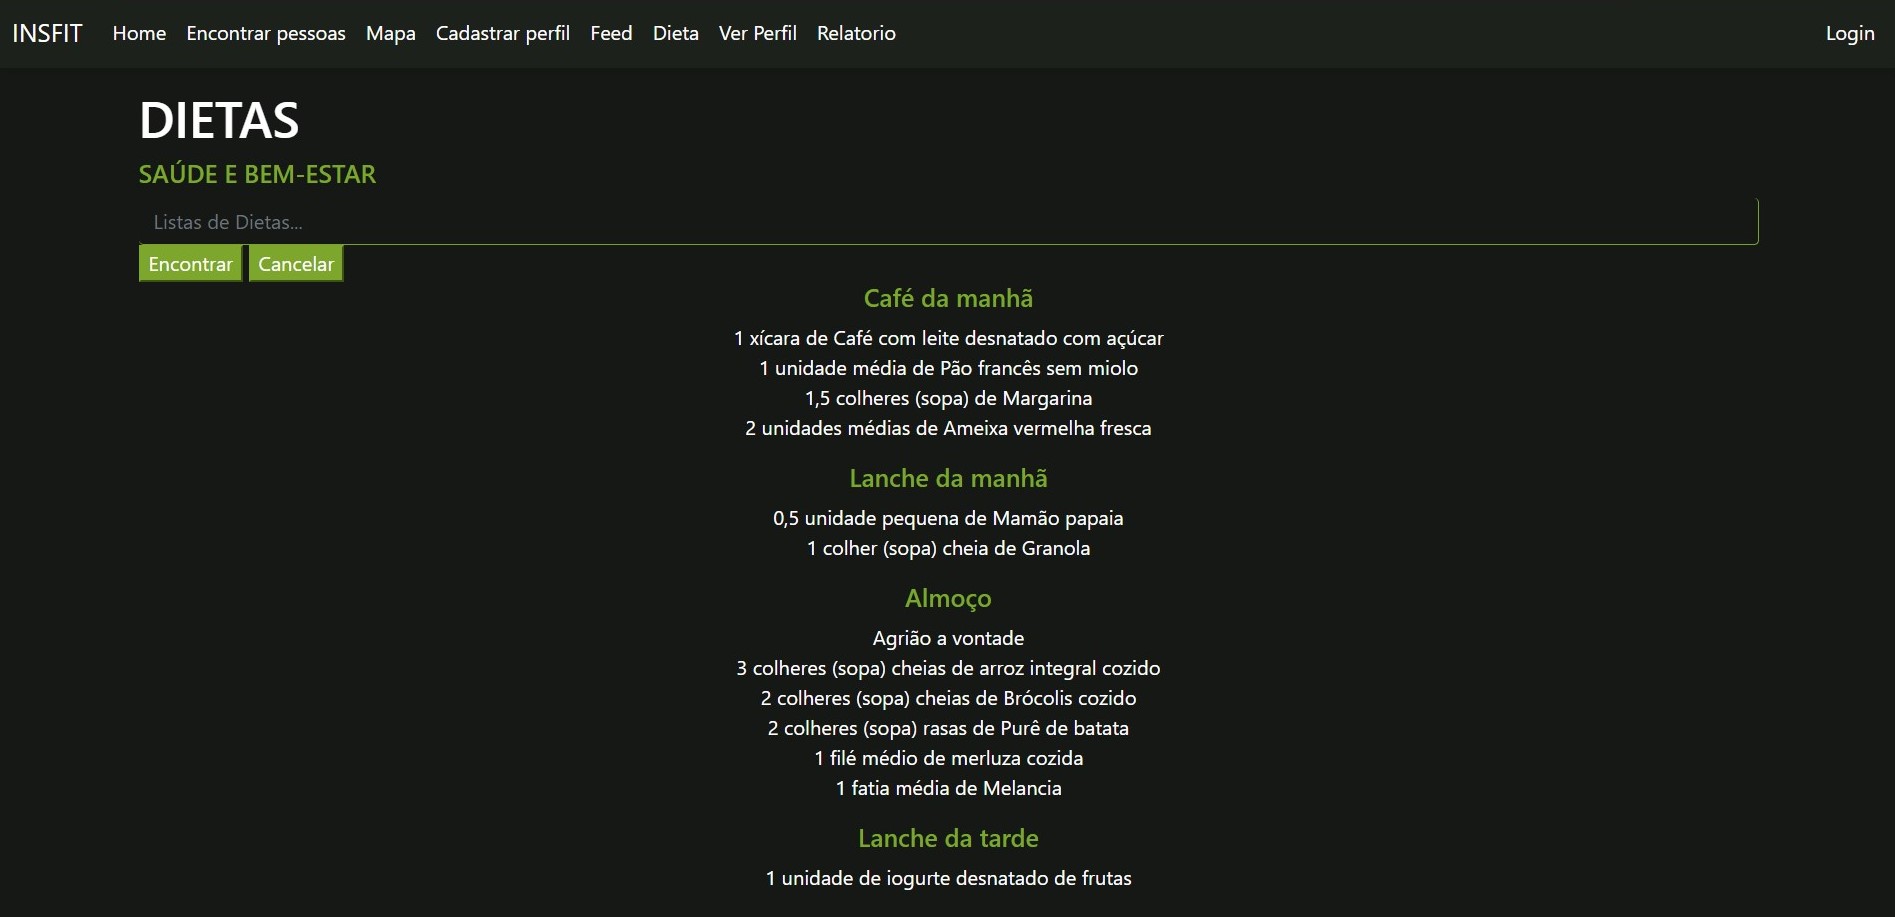 INSFIT Home Encontrar pessoas Mapa Cadastrar perfil Feed Dieta Ver Perfil Relatorio Login
DIETAS
SAÚDE E BEM-ESTAR
Listas de Dietas...
Encontrar Cancelar
Café da manhã
1 xícara de Café com leite desnatado com açúcar
1 unidade média de Pão francês sem miolo
1,5 colheres (sopa) de Margarina
2 unidades médias de Ameixa vermelha fresca
Lanche da manhã
0,5 unidade pequena de Mamão papaia
1 colher (sopa) cheia de Granola
Almoço
Agrião a vontade
3 colheres (sopa) cheias de arroz integral cozido
2 colheres (sopa) cheias de Brócolis cozido
2 colheres (sopa) rasas de Purê de batata
1 filé médio de merluza cozida
1 fatia média de Melancia
Lanche da tarde
1 unidade de iogurte desnatado de frutas